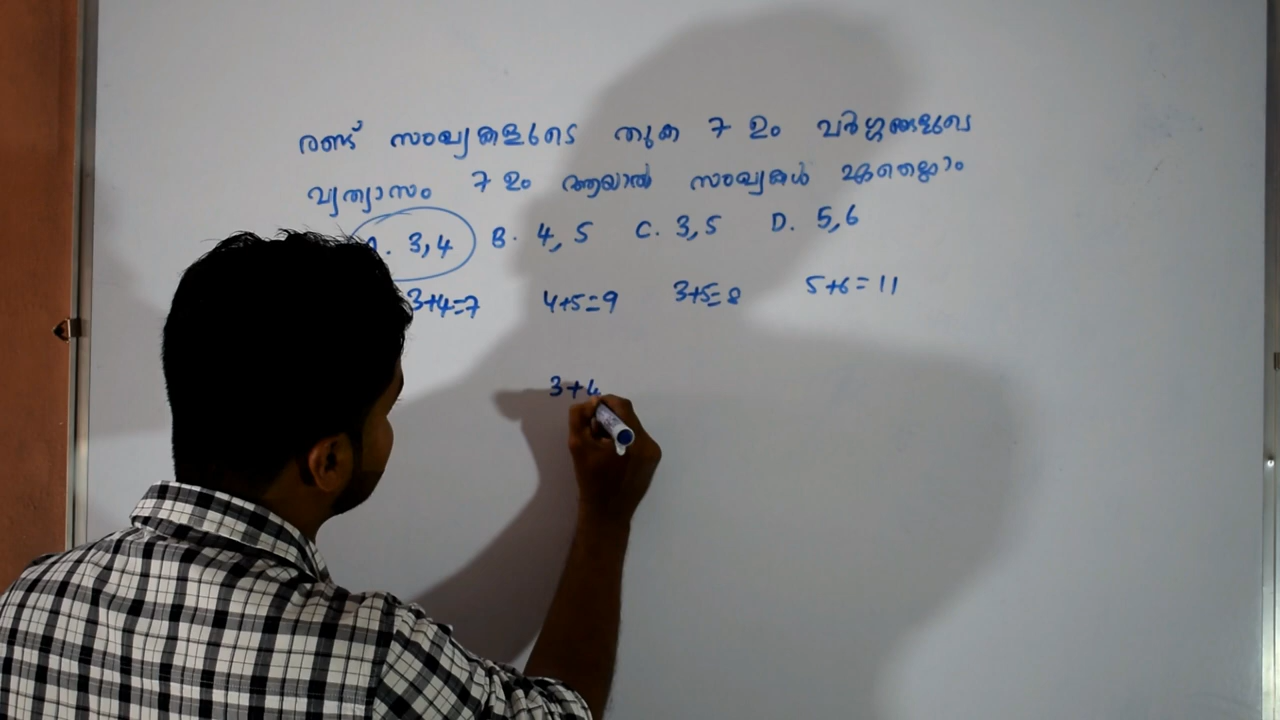 രണ്ട് സംഖ്യകളുടെ തുക 7 ഉം വർഗ്ഗങ്ങളുടെ
വ്യത്യാസം 7 ഉം ആയാൽ സംഖ്യകൾ ഏതെല്ലാം
A. 3,4 B. 4,5 C. 3,5 D. 5,6
3+4=7 4+5=9 3+5=8 5+6=11
3+4